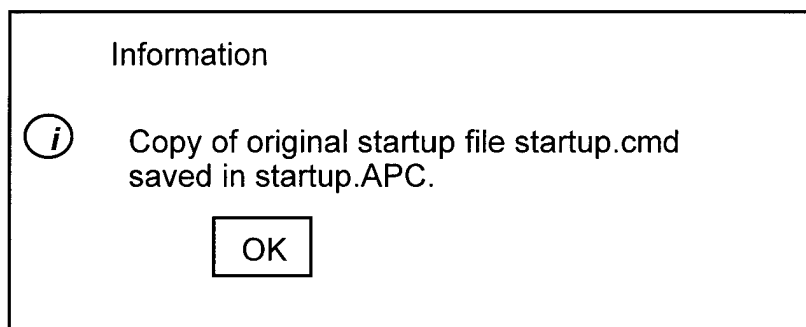 Information
i
Copy of original startup file startup.cmd
saved in startup.APC.
OK